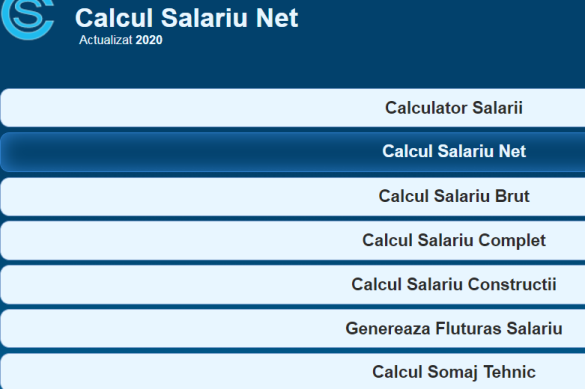 Calcul Salariu Net
Actualizat 2020
Calculator Salarii
Calcul Salariu Net
Calcul Salariu Brut
Calcul Salariu Complet
Calcul Salariu Constructii
Genereaza Fluturas Salariu
Calcul Somaj Tehnic